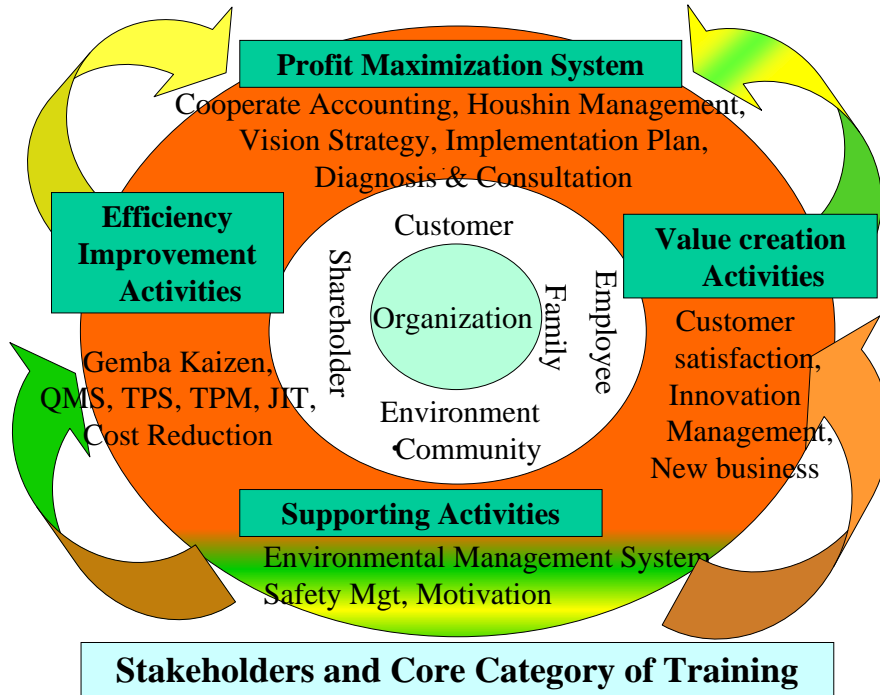 Profit Maximization System
Cooperate Accounting, Houshin Management,
Vision Strategy, Implementation Plan,
Diagnosis & Consultation
Efficiency
Improvement
Activities
Gemba Kaizen,
QMS, TPS, TPM, JIT,
Cost Reduction
Customer
Shareholder
Organization
Family
Employee
Environment
•Community
Value creation
Activities
Customer
satisfaction,
Innovation
Management,
New business
Supporting Activities
Environmental Management System
Safety Mgt, Motivation
Stakeholders and Core Category of Training